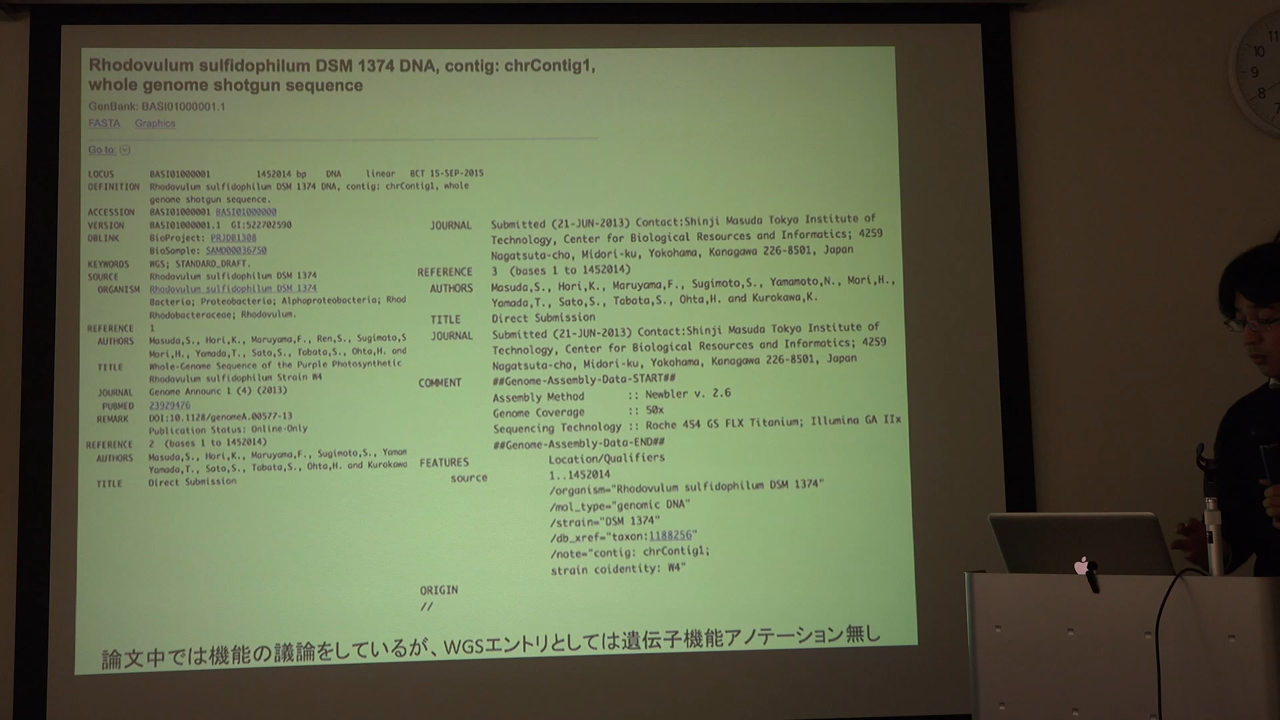 Rhodovulum sulfidophilum DSM 1374 DNA, contig: chrContig1,
whole genome shotgun sequence
GenBank: BASI01000001.1
FASTA Graphics
Go to:
LOCUS BASI01000001 1452014 bp DNA linear BCT 15-SEP-2015
DEFINITION Rhodovulum sulfidophilum DSM 1374 DNA, contig: chrContig1, whole
genome shotgun sequence.
ACCESSION BASI01000001 BASI01000000
VERSION BASI01000001.1 GI:522702590
DBLINK BioProject: PRJDB1308
BioSample: SAMD00036750
KEYWORDS WGS; STANDARD_DRAFT.
SOURCE Rhodovulum sulfidophilum DSM 1374
ORGANISM Rhodovulum sulfidophilum DSM 1374
Bacteria; Proteobacteria; Alphaproteobacteria; Rhod
Rhodobacteraceae; Rhodovulum.
REFERENCE 1
AUTHORS Masuda,S., Hori,K., Maruyama,F., Ren,S., Sugimoto,S
Mori,H., Yamada,T., Sato,S., Tabata,S., Ohta,H. and
TITLE Whole-Genome Sequence of the Purple Photosynthetic
Rhodovulum sulfidophilum Strain W4
JOURNAL Genome Announc 1 (4) (2013)
PUBMED 23929476
REMARK DOI:10.1128/genomeA.00577-13
Publication Status: Online-Only
REFERENCE 2 (bases 1 to 1452014)
AUTHORS Masuda,S., Hori,K., Maruyama,F., Sugimoto,S., Yamam
Yamada,T., Sato,S., Tabata,S., Ohta,H. and Kurokawa
TITLE Direct Submission
JOURNAL Submitted (21-JUN-2013) Contact:Shinji Masuda Tokyo Institute of
Technology, Center for Biological Resources and Informatics; 4259
Nagatsuta-cho, Midori-ku, Yokohama, Kanagawa 226-8501, Japan
REFERENCE 3 (bases 1 to 1452014)
AUTHORS Masuda,S., Hori,K., Maruyama,F., Sugimoto,S., Yamamoto,N., Mori,H.,
Yamada,T., Sato,S., Tabata,S., Ohta,H. and Kurokawa,K.
TITLE Direct Submission
JOURNAL Submitted (21-JUN-2013) Contact:Shinji Masuda Tokyo Institute of
Technology, Center for Biological Resources and Informatics; 4259
Nagatsuta-cho, Midori-ku, Yokohama, Kanagawa 226-8501, Japan
COMMENT ##Genome-Assembly-Data-START##
Assembly Method :: Newbler v. 2.6
Genome Coverage :: 50x
Sequencing Technology :: Roche 454 GS FLX Titanium; Illumina GA IIx
##Genome-Assembly-Data-END##
FEATURES Location/Qualifiers
source 1..1452014
/organism="Rhodovulum sulfidophilum DSM 1374"
/mol_type="genomic DNA"
/strain="DSM 1374"
/db_xref="taxon:1188256"
/note="contig: chrContig1;
strain coidentity: W4"
ORIGIN
//
論文中では機能の議論をしているが、WGSエントリとしては遺伝子機能アノテーション無し
11
10
9
8